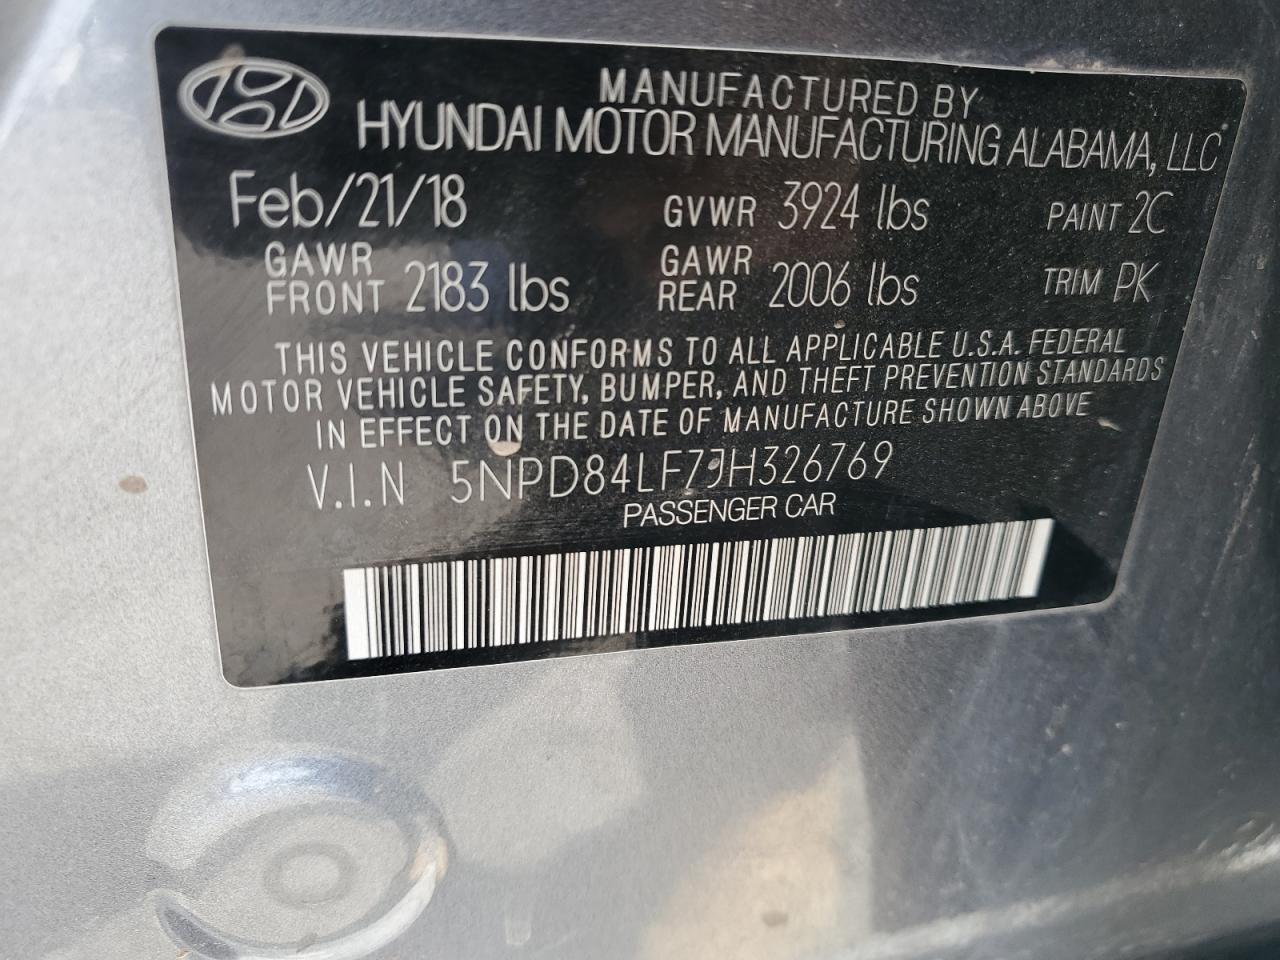 MANUFACTURED BY
HYUNDAI MOTOR MANUFACTURING ALABAMA, LLC
Feb/21/18 GVWR 3924 lbs PAINT 2C
GAWR FRONT 2183 lbs GAWR REAR 2006 lbs TRIM PK
THIS VEHICLE CONFORMS TO ALL APPLICABLE U.S.A. FEDERAL
MOTOR VEHICLE SAFETY, BUMPER, AND THEFT PREVENTION STANDARDS
IN EFFECT ON THE DATE OF MANUFACTURE SHOWN ABOVE
V.I.N 5NPD84LF7JH326769
PASSENGER CAR